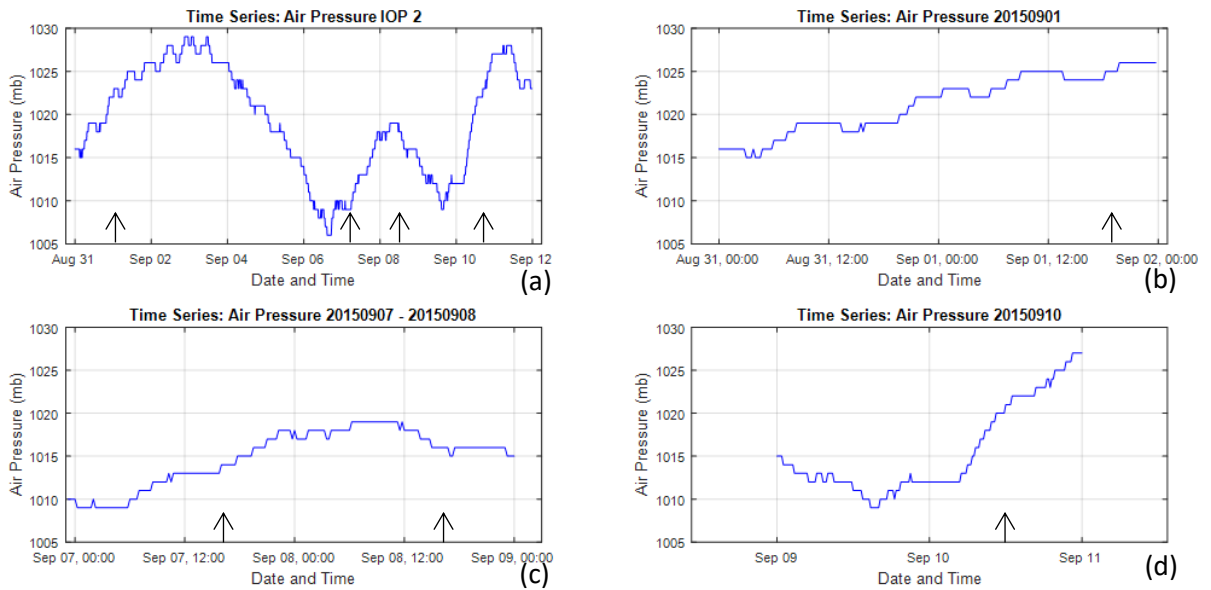 Time Series: Air Pressure IOP 2
1030
1025
1020
1015
1010
1005
Air Pressure (mb)
Aug 31
Sep 02
Sep 04
Sep 06
Sep 08
Sep 10
Sep 12
Date and Time
(a)
Time Series: Air Pressure 20150901
1030
1025
1020
1015
1010
1005
Air Pressure (mb)
Aug 31, 00:00
Aug 31, 12:00
Sep 01, 00:00
Sep 01, 12:00
Sep 02, 00:00
Date and Time
(b)
Time Series: Air Pressure 20150907 - 20150908
1030
1025
1020
1015
1010
1005
Air Pressure (mb)
Sep 07, 00:00
Sep 07, 12:00
Sep 08, 00:00
Sep 08, 12:00
Sep 09, 00:00
Date and Time
(c)
Time Series: Air Pressure 20150910
1030
1025
1020
1015
1010
1005
Air Pressure (mb)
Sep 09
Sep 10
Sep 11
Date and Time
(d)